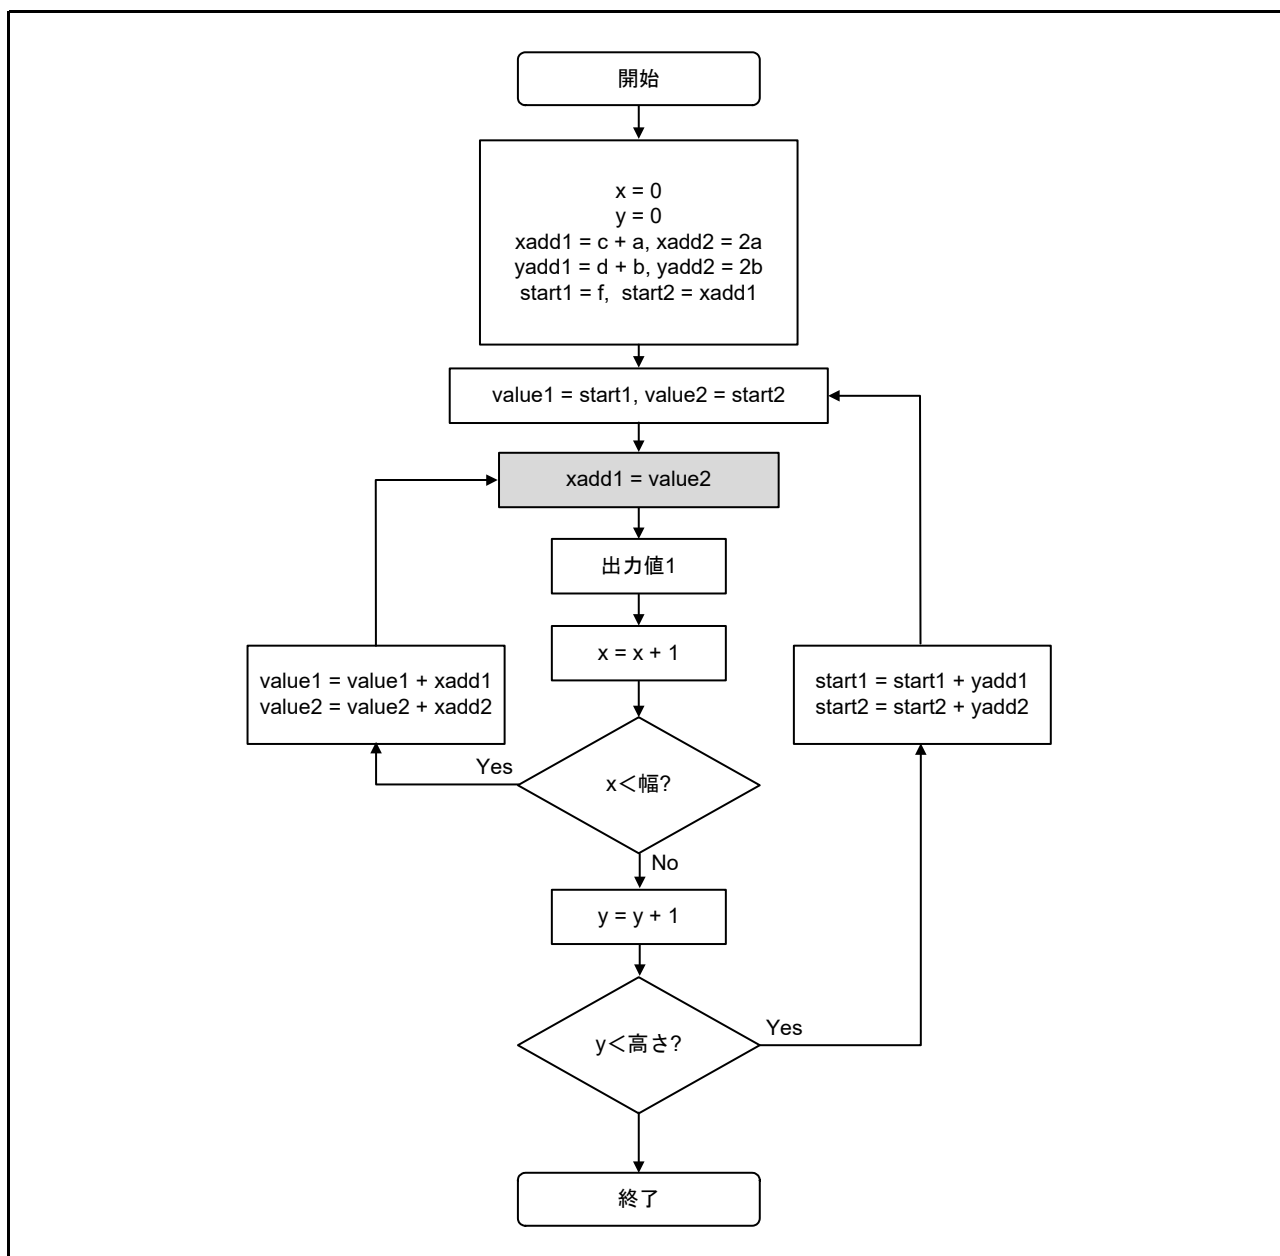 開始
x = 0
y = 0
xadd1 = c + a, xadd2 = 2a
yadd1 = d + b, yadd2 = 2b
start1 = f,  start2 = xadd1
value1 = start1, value2 = start2
xadd1 = value2
出力値1
x = x + 1
value1 = value1 + xadd1
value2 = value2 + xadd2
start1 = start1 + yadd1
start2 = start2 + yadd2
Yes
x＜幅?
No
y = y + 1
y＜高さ?
Yes
終了